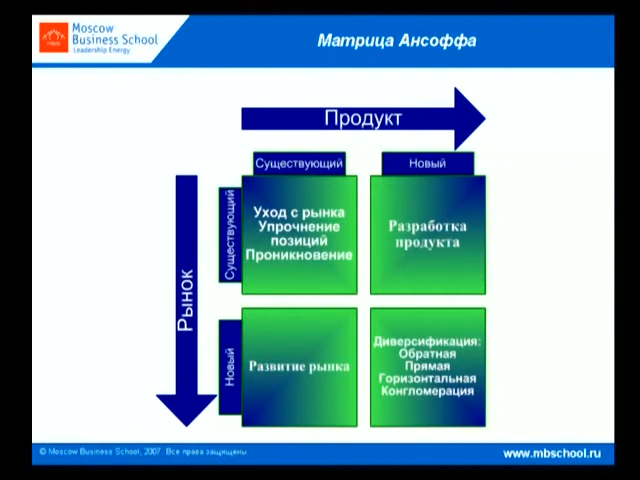 Moscow
Business School
Leadership Energy
Матрица Ансоффа
Продукт
Существующий
Новый
Рынок
Существующий
Уход с рынка
Упрочнение
позиций
Проникновение
Разработка
продукта
Новый
Развитие рынка
Диверсификация:
Обратная
Прямая
Горизонтальная
Конгломерация
© Moscow Business School, 2007 Все права защищены.
www.mbschool.ru